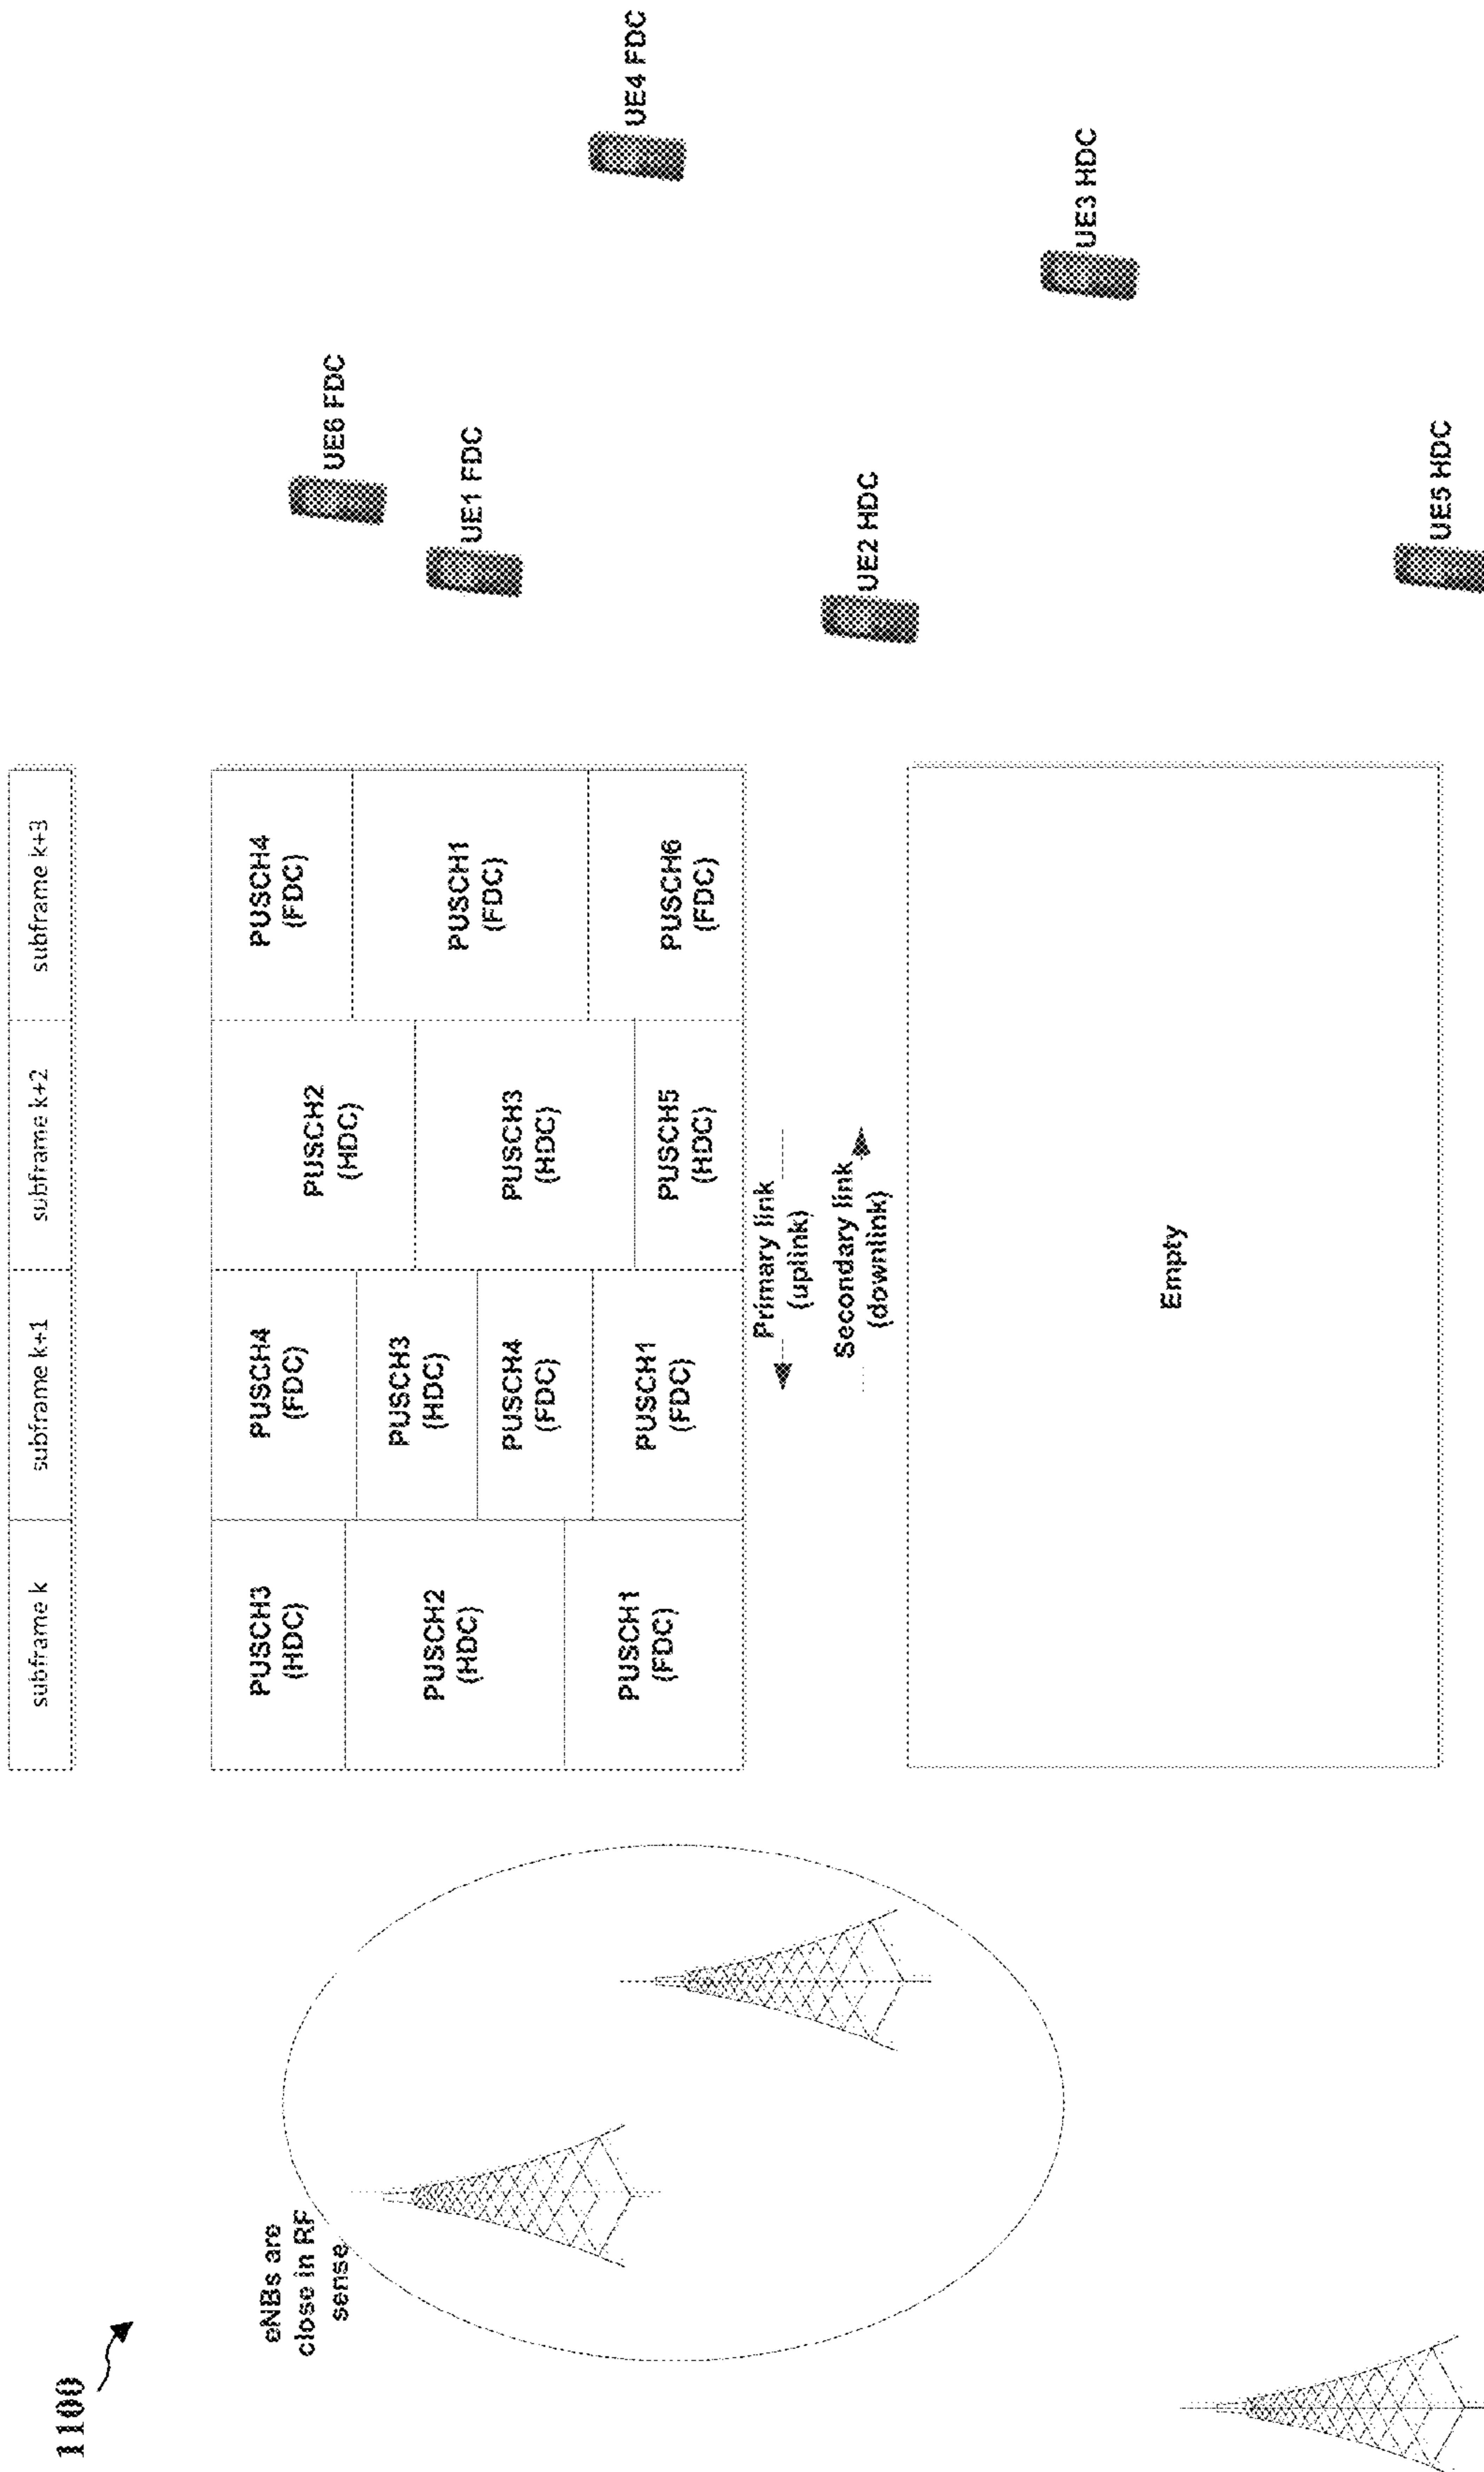 1100
subframe k
subframe k+1
subframe k+2
subframe k+3
eNBs are
close in RF
sense
PUSCH3
(HDC)
PUSCH2
(HDC)
PUSCH1
(FDC)
PUSCH4
(FDC)
PUSCH3
(HDC)
PUSCH4
(FDC)
PUSCH1
(FDC)
PUSCH2
(HDC)
PUSCH3
(HDC)
PUSCH5
(HDC)
PUSCH4
(FDC)
PUSCH1
(FDC)
PUSCH6
(FDC)
Primary link
(uplink)
Secondary link
(downlink)
Empty
UE6 FDC
UE1 FDC
UE4 FDC
UE2 HDC
UE3 HDC
UE5 HDC